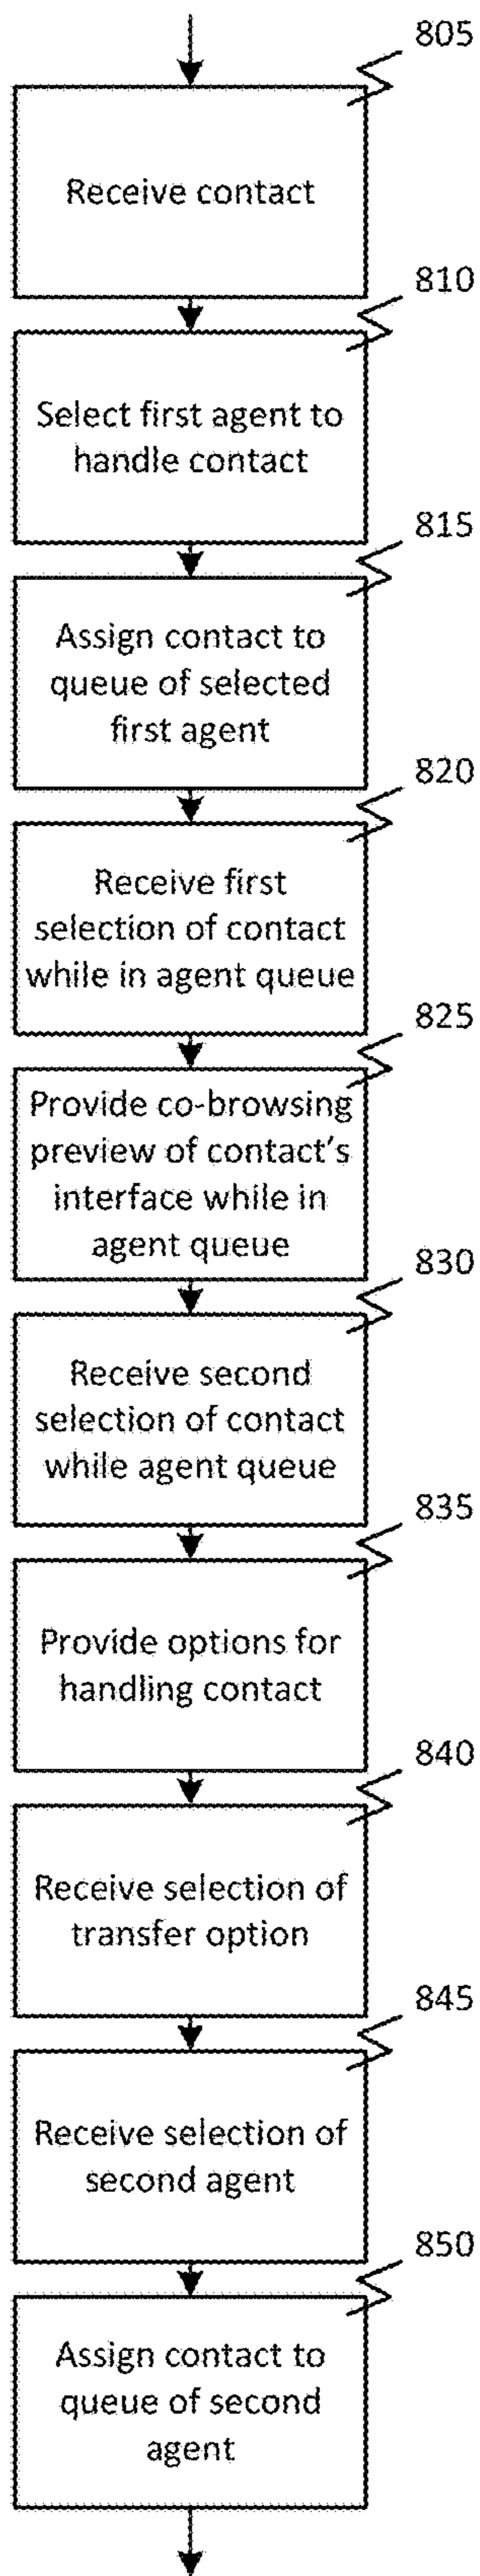 805
Receive contact
810
Select first agent to
handle contact
815
Assign contact to
queue of selected
first agent
820
Receive first
selection of contact
while in agent queue
825
Provide co-browsing
preview of contact's
interface while in
agent queue
830
Receive second
selection of contact
while agent queue
835
Provide options for
handling contact
840
Receive selection of
transfer option
845
Receive selection of
second agent
850
Assign contact to
queue of second
agent